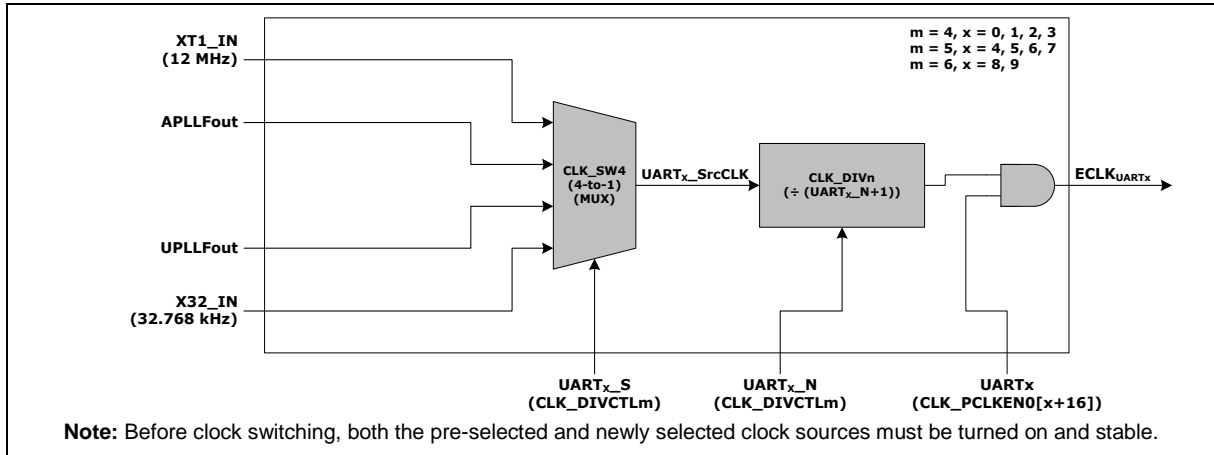 XT1_IN
(12 MHz)
m = 4, x = 0, 1, 2, 3
m = 5, x = 4, 5, 6, 7
m = 6, x = 8, 9
APLLFout
UPLLFout
X32_IN
(32.768 kHz)
CLK_SW4
(4-to-1)
(MUX)
UARTx_SrcCLK
CLK_DIVn
(÷ (UARTx_N+1))
ECLKUARTx
UARTx_S
(CLK_DIVCTLm)
UARTx_N
(CLK_DIVCTLm)
UARTx
(CLK_PCLKEN0[x+16])
Note: Before clock switching, both the pre-selected and newly selected clock sources must be turned on and stable.